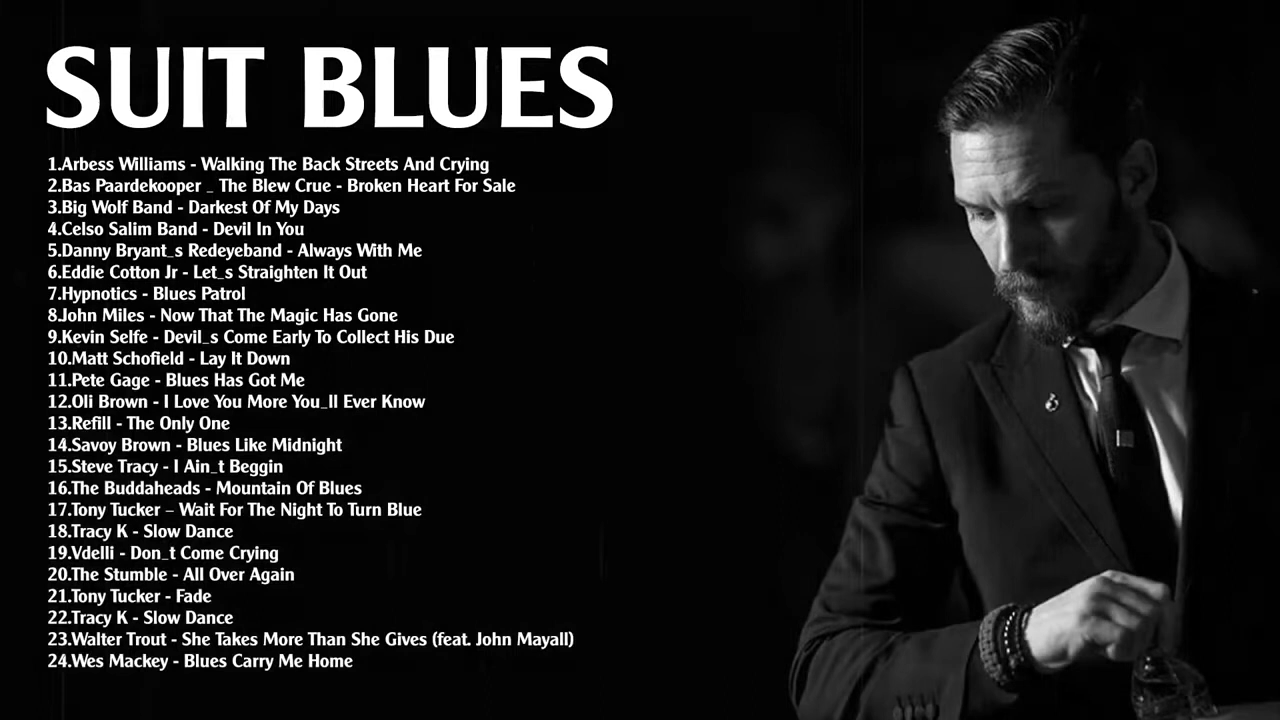 SUIT BLUES
1.Arbess Williams - Walking The Back Streets And Crying
2.Bas Paardekooper _ The Blew Crue - Broken Heart For Sale
3.Big Wolf Band - Darkest Of My Days
4.Celso Salim Band - Devil In You
5.Danny Bryant_s Redeyeband - Always With Me
6.Eddie Cotton Jr - Let_s Straighten It Out
7.Hypnotics - Blues Patrol
8.John Miles - Now That The Magic Has Gone
9.Kevin Selfe - Devil_s Come Early To Collect His Due
10.Matt Schofield - Lay It Down
11.Pete Gage - Blues Has Got Me
12.Oli Brown - I Love You More You_ll Ever Know
13.Refill - The Only One
14.Savoy Brown - Blues Like Midnight
15.Steve Tracy - I Ain_t Beggin
16.The Buddaheads - Mountain Of Blues
17.Tony Tucker – Wait For The Night To Turn Blue
18.Tracy K - Slow Dance
19.Vdelli - Don_t Come Crying
20.The Stumble - All Over Again
21.Tony Tucker - Fade
22.Tracy K - Slow Dance
23.Walter Trout - She Takes More Than She Gives (feat. John Mayall)
24.Wes Mackey - Blues Carry Me Home